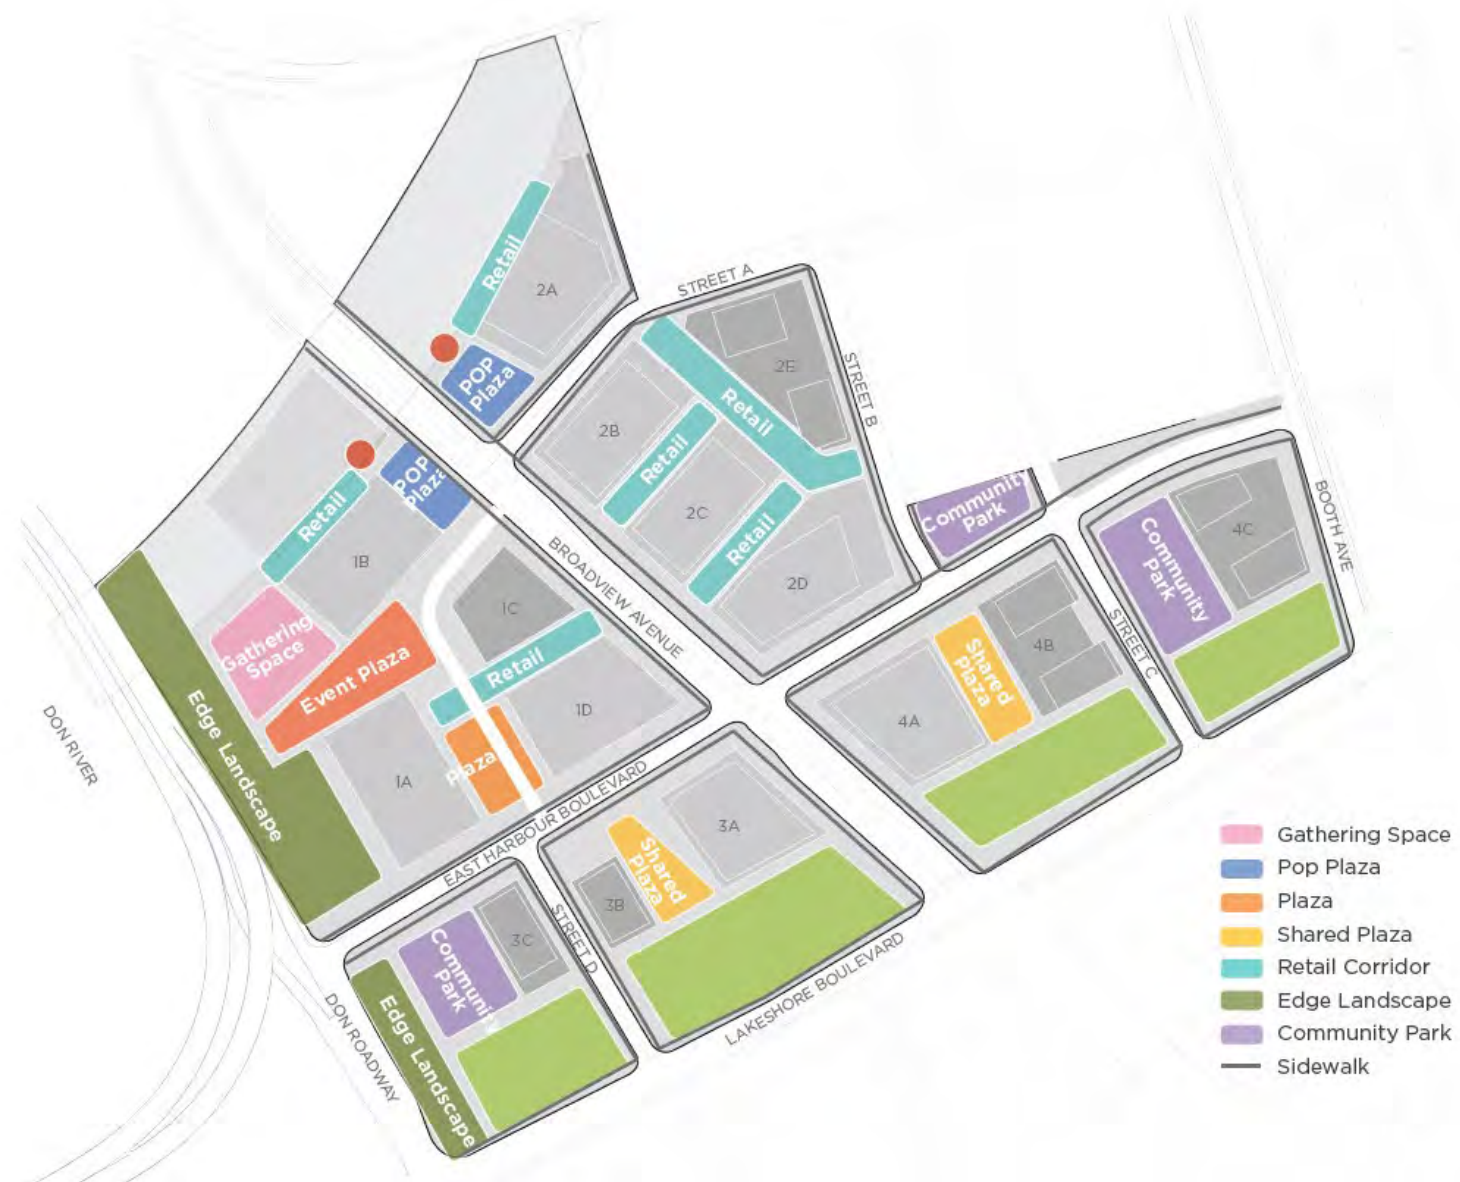 Retail
2A
POP
Plaza
STREET A
STREET B
2E
Retail
2B
Retail
2C
Retail
2D
POP
Plaza
Retail
1B
BROADVIEW AVENUE
1C
Gathering
Space
Event Plaza
Retail
1D
Plaza
1A
Edge Landscape
DON RIVER
EAST HARBOUR BOULEVARD
Community
Park
Community
Park
4C
BOOTH AVE
STREET C
4B
Shared
Plaza
4A
3A
Shared
Plaza
3B
STREET D
3C
Community
Park
Edge Landscape
DON ROADWAY
LAKESHORE BOULEVARD
Gathering Space
Pop Plaza
Plaza
Shared Plaza
Retail Corridor
Edge Landscape
Community Park
Sidewalk